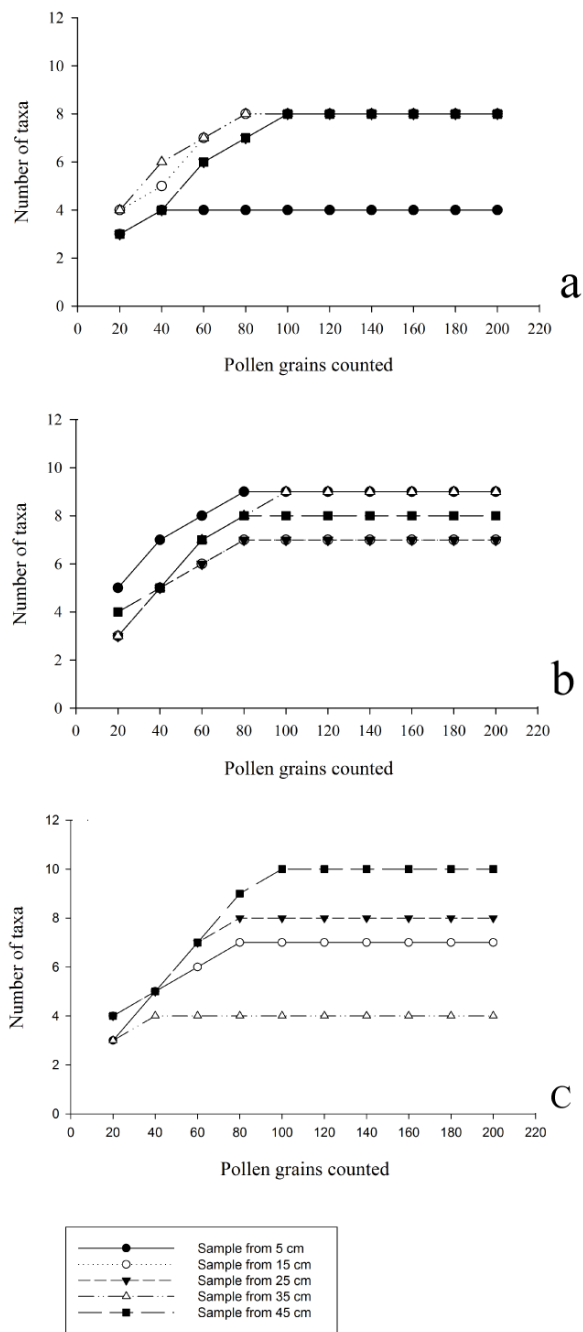 12
10
8
6
4
2
0
Number of taxa
0 20 40 60 80 100 120 140 160 180 200 220
Pollen grains counted
a
12
10
8
6
4
2
0
Number of taxa
0 20 40 60 80 100 120 140 160 180 200 220
Pollen grains counted
b
12
10
8
6
4
2
0
Number of taxa
0 20 40 60 80 100 120 140 160 180 200 220
Pollen grains counted
C
Sample from 5 cm
Sample from 15 cm
Sample from 25 cm
Sample from 35 cm
Sample from 45 cm